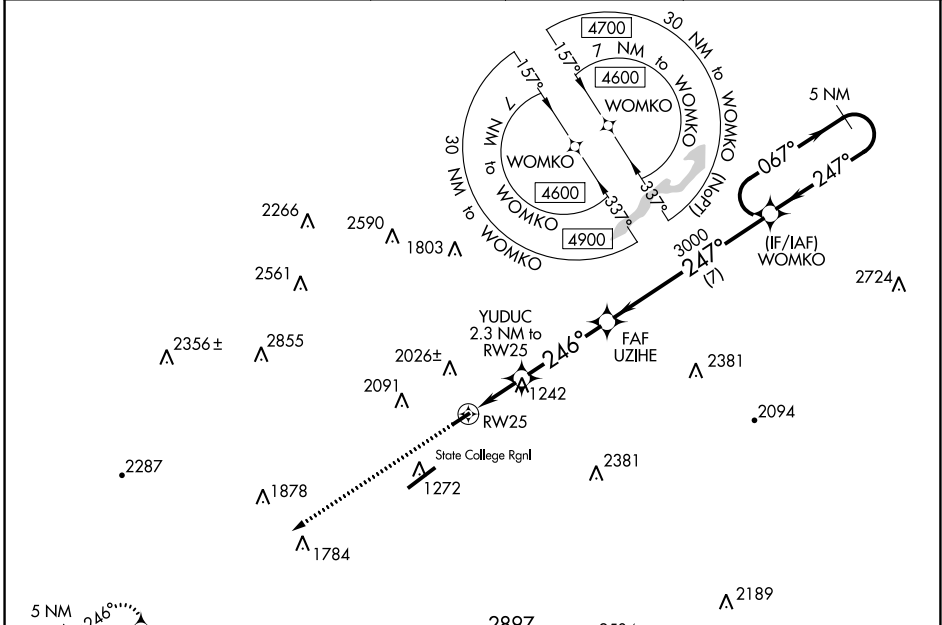 4700
30 NM to WOMKO (NoPT)
157°
7 NM to WOMKO
4600
WOMKO
337°
157°
7 NM to WOMKO
30 NM to WOMKO
WOMKO
4600
337°
4900
5 NM
067°
247°
(IF/IAF)
WOMKO
3000
247°
(7)
2266
2590
1803
2561
2724
YUDUC
2.3 NM to
RW25
246°
FAF
UZIHE
2356±
2855
2026±
2381
2091
1242
2094
RW25
State College Rgnl
2287
2381
1272
1878
1784
2189
5 NM
246°
2897